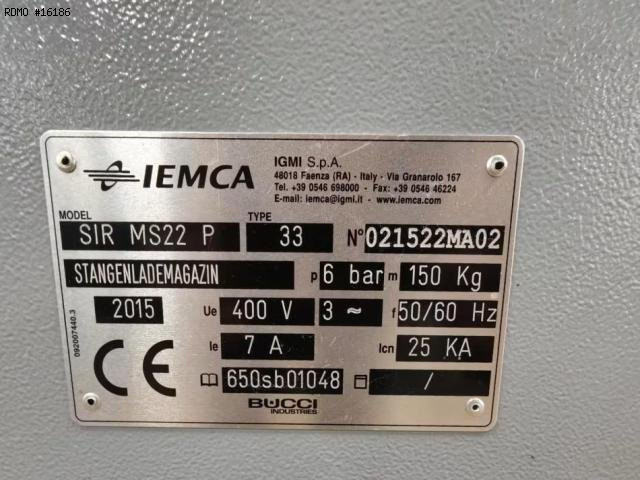 RDMO #16186
IEMCA
IGMI S.p.A.
48018 Faenza (RA) - Italy - Via Granarolo 167
Tel. +39 0546 698000 - Fax: +39 0546 46224
E-mail: iemca@igmi.it - www.iemca.com
MODEL TYPE
SIR MS22 P 33 N° 021522MA02
STANGENLADEMAGAZIN p 6 bar m 150 Kg
2015 Ue 400 V 3 ~ f 50/60 Hz
Ie 7 A Icn 25 KA
CE
650sb01048 /
BUCCI
INDUSTRIES
092007440.3